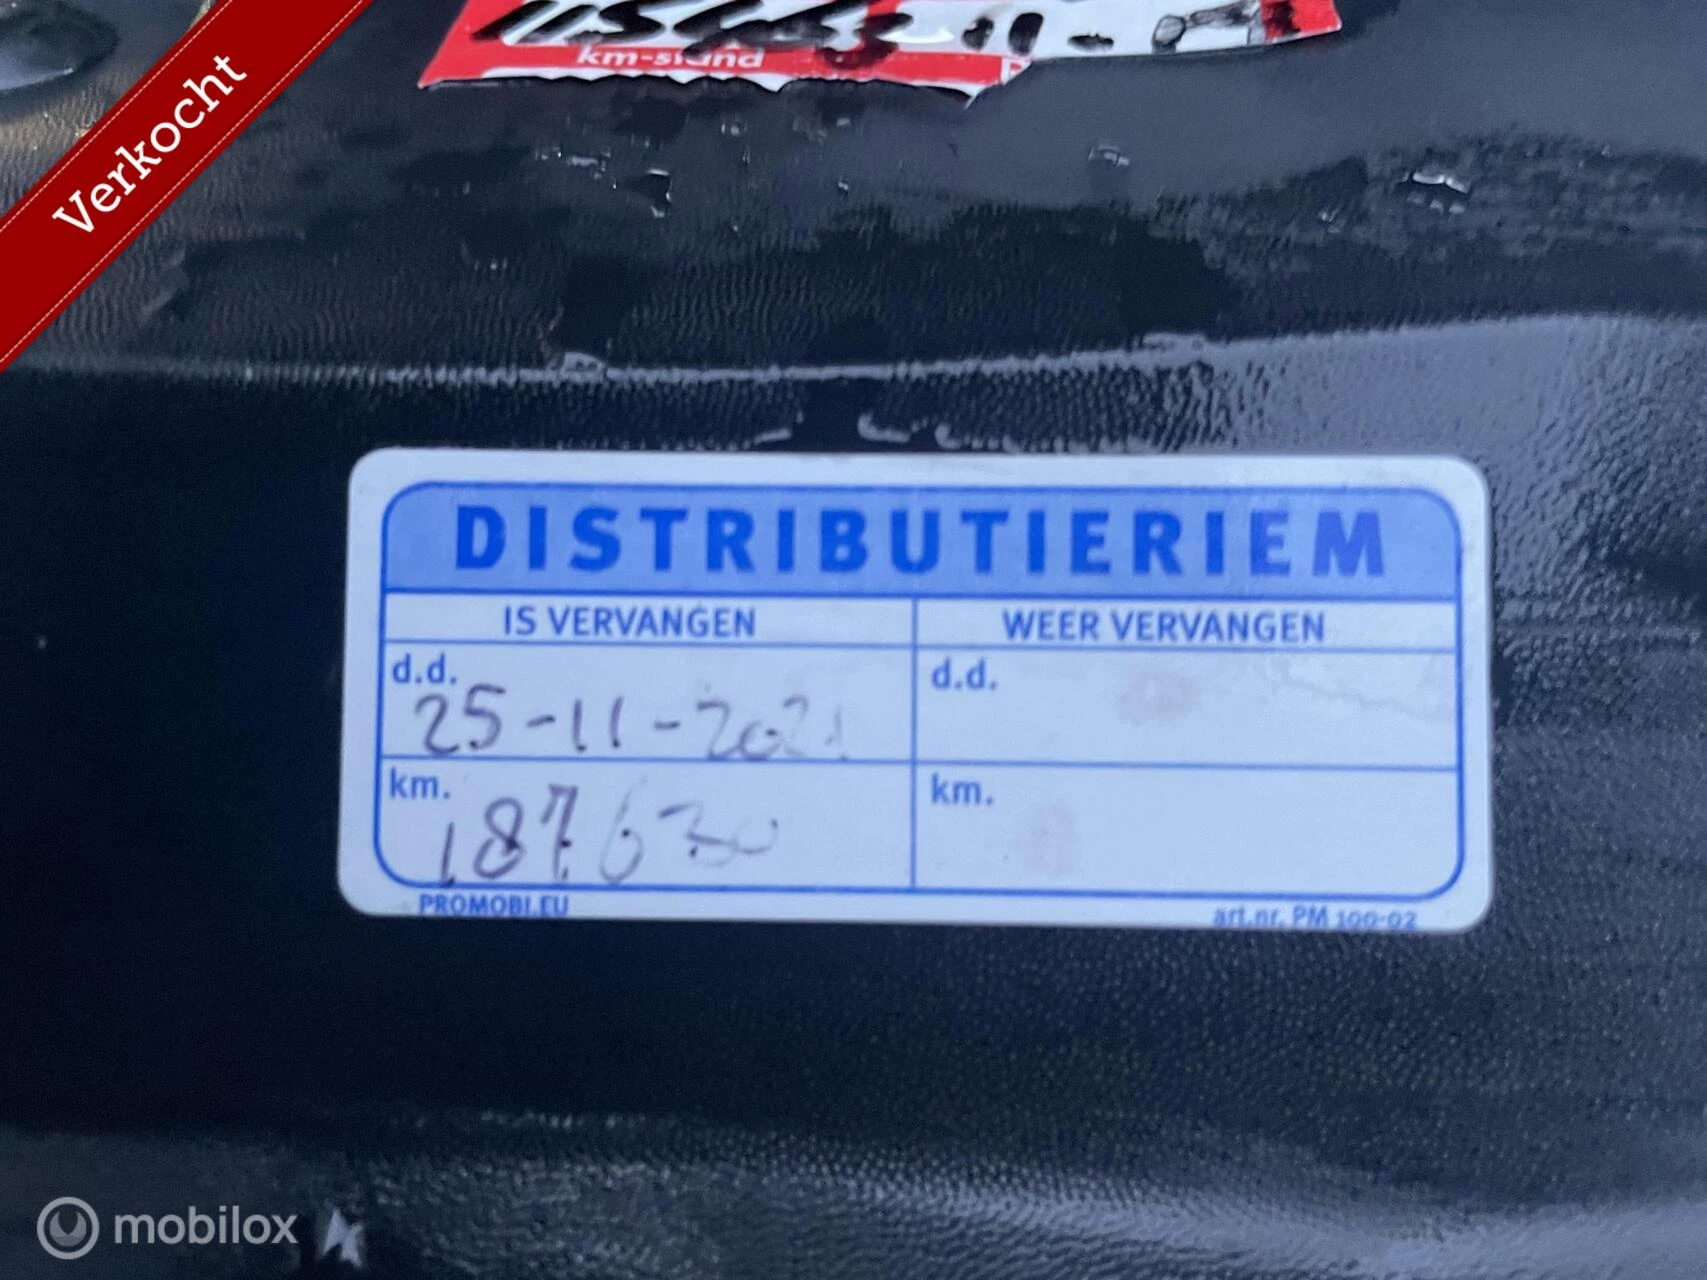 km-stand
Verkocht
DISTRIBUTIERIEM
IS VERVANGEN
WEER VERVANGEN
d.d.
25-11-2021
d.d.
km.
187630
km.
PROMOBI.EU
art.nr. PM 100-02
mobilox